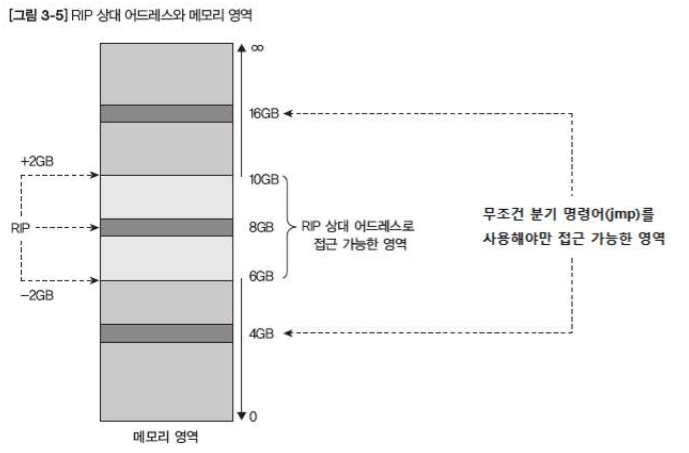 [그림 3-5] RIP 상대 어드레스와 메모리 영역
∞
16GB
+2GB
10GB
무조건 분기 명령어(jmp)를
사용해야만 접근 가능한 영역
RIP
8GB
RIP 상대 어드레스로
접근 가능한 영역
6GB
-2GB
4GB
0
메모리 영역